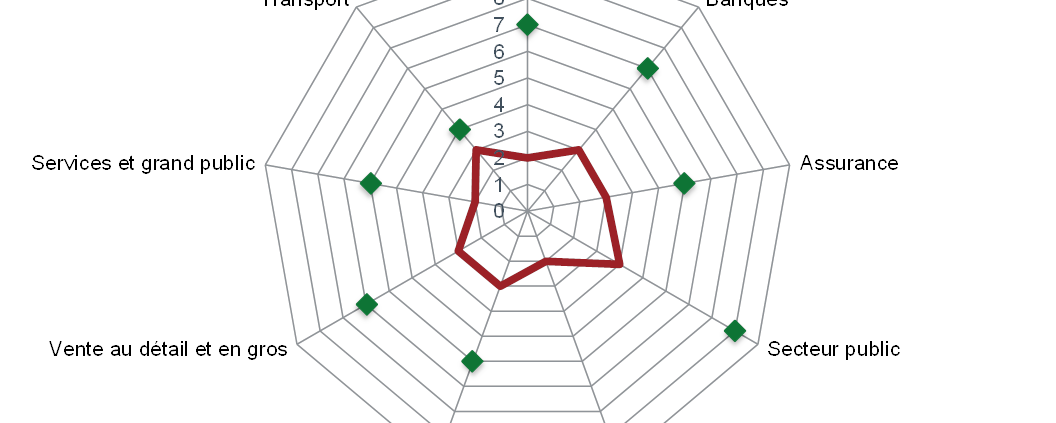 Transport
Banques
8
7
6
5
4
3
2
1
0
Services et grand public
Assurance
Vente au détail et en gros
Secteur public